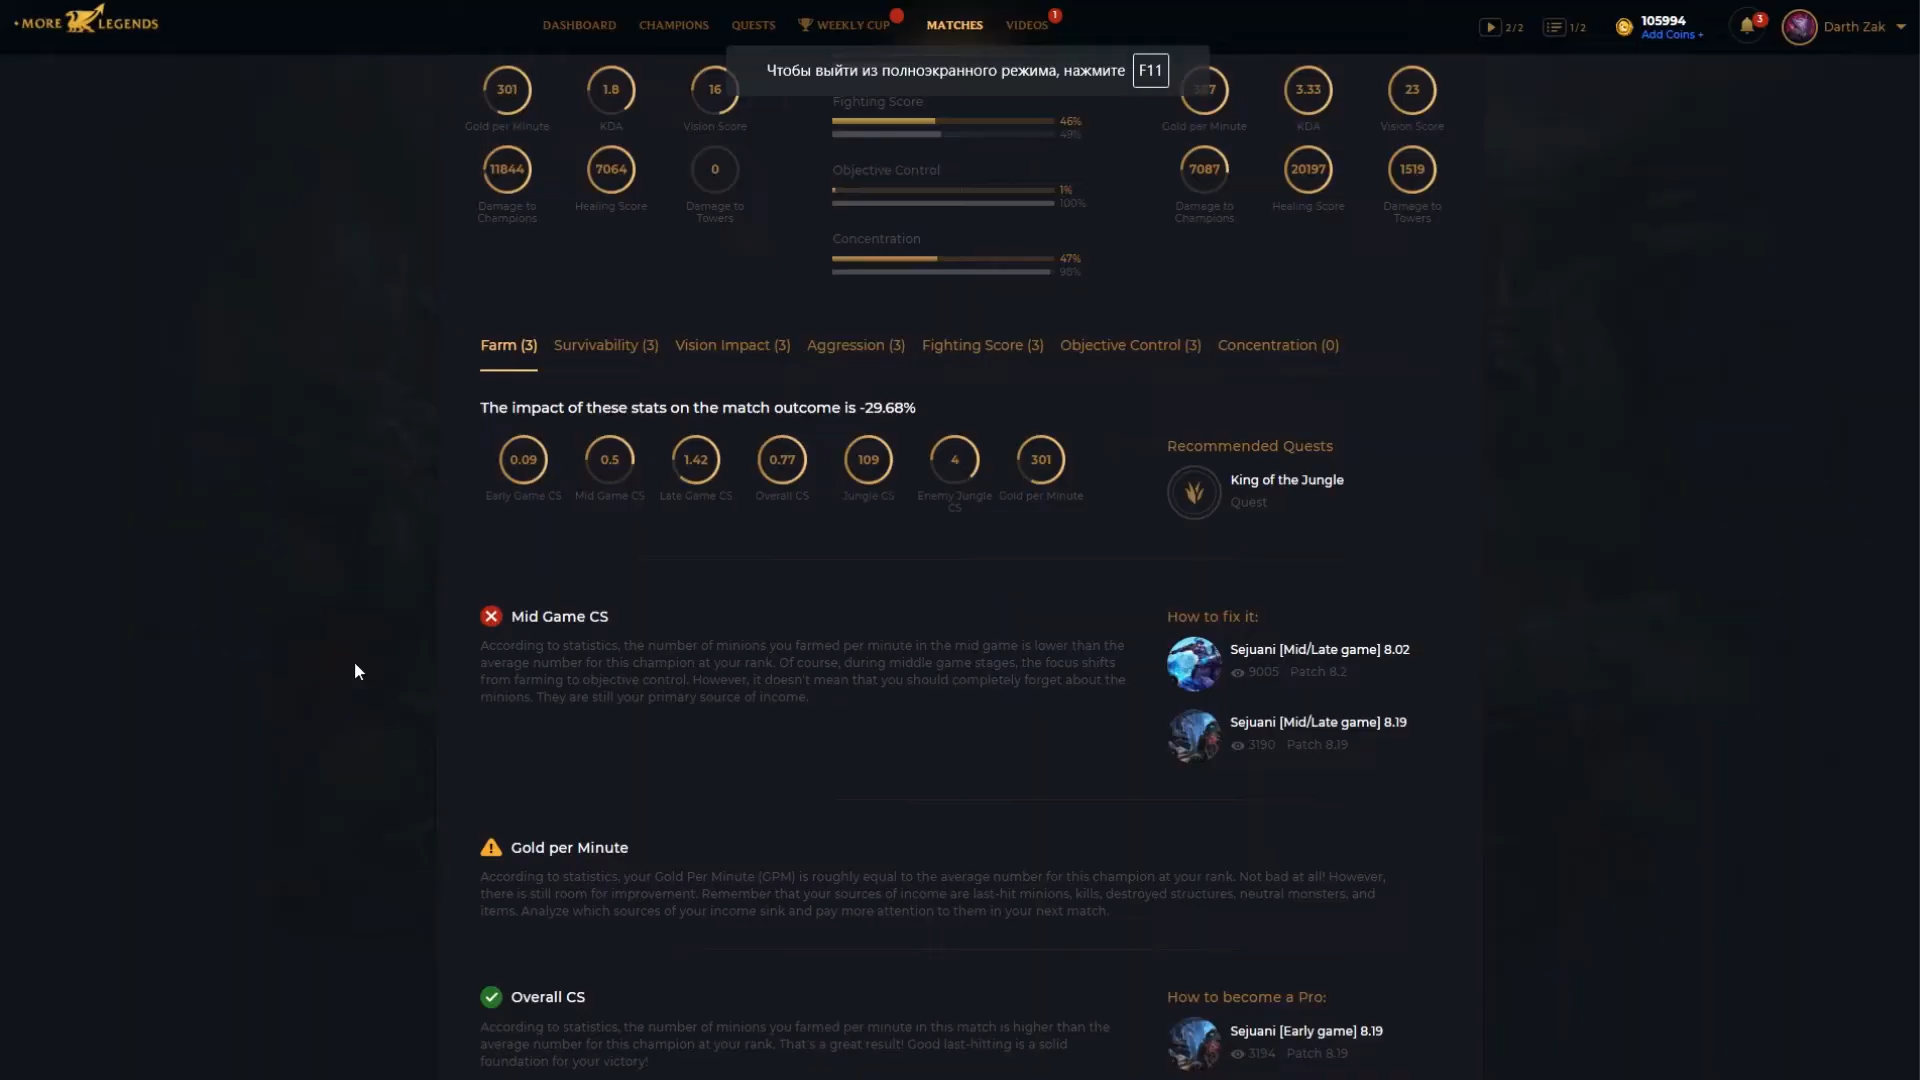 MORE LEGENDS
DASHBOARD CHAMPIONS QUESTS WEEKLY CUP MATCHES VIDEOS 1
2/2 1/2 105994 Add Coins + 3 Darth Zak
Чтобы выйти из полноэкранного режима, нажмите F11
301 1.8 16
Gold per Minute KDA Vision Score
11844 7064 0
Damage to Champions Healing Score Damage to Towers
Fighting Score
46%
49%
Objective Control
1%
100%
Concentration
47%
98%
3.33 23
Gold per Minute KDA Vision Score
7087 20197 1519
Damage to Champions Healing Score Damage to Towers
Farm (3) Survivability (3) Vision Impact (3) Aggression (3) Fighting Score (3) Objective Control (3) Concentration (0)
The impact of these stats on the match outcome is -29.68%
0.09 0.5 1.42 0.77 109 4 301
Early Game CS Mid Game CS Late Game CS Overall CS Jungle CS Enemy Jungle CS Gold per Minute
Recommended Quests
King of the Jungle
Quest
Mid Game CS
According to statistics, the number of minions you farmed per minute in the mid game is lower than the
average number for this champion at your rank. Of course, during middle game stages, the focus shifts
from farming to objective control. However, it doesn't mean that you should completely forget about the
minions. They are still your primary source of income.
How to fix it:
Sejuani [Mid/Late game] 8.02
9005 Patch 8.2
Sejuani [Mid/Late game] 8.19
3190 Patch 8.19
Gold per Minute
According to statistics, your Gold Per Minute (GPM) is roughly equal to the average number for this champion at your rank. Not bad at all! However,
there is still room for improvement. Remember that your sources of income are last-hit minions, kills, destroyed structures, neutral monsters, and
items. Analyze which sources of your income sink and pay more attention to them in your next match.
Overall CS
According to statistics, the number of minions you farmed per minute in this match is higher than the
average number for this champion at your rank. That's a great result! Good last-hitting is a solid
foundation for your victory!
How to become a Pro:
Sejuani [Early game] 8.19
3194 Patch 8.19